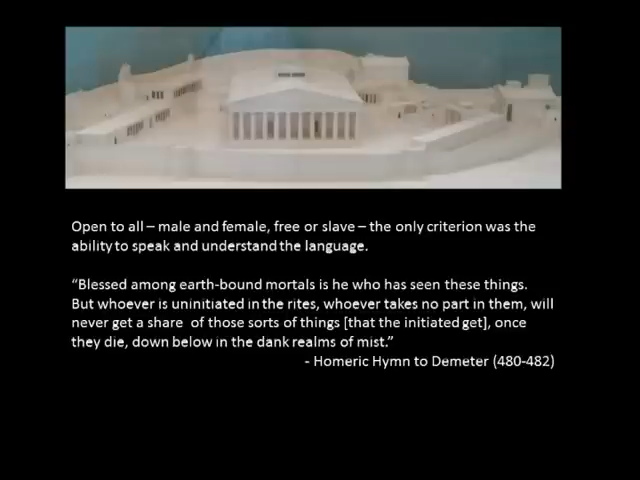 Open to all – male and female, free or slave – the only criterion was the
ability to speak and understand the language.
“Blessed among earth-bound mortals is he who has seen these things.
But whoever is uninitiated in the rites, whoever takes no part in them, will
never get a share of those sorts of things [that the initiated get], once
they die, down below in the dank realms of mist.”
- Homeric Hymn to Demeter (480-482)